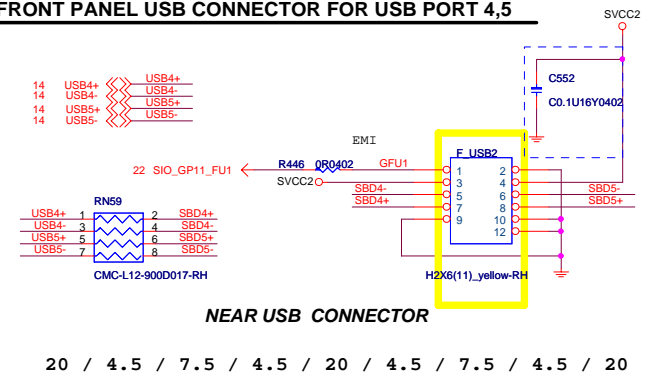 FRONT PANEL USB CONNECTOR FOR USB PORT 4,5
SVCC2
14 USB4+ USB4+
14 USB4- USB4-
14 USB5+ USB5+
14 USB5- USB5-
C552
C0.1U16Y0402
EMI
22 SIO_GP11_FU1 R446 0R0402 GFU1
SVCC2
SBD4-
SBD4+
F_USB2
1 2
3 4
5 6
7 8
9 10
12
SBD5-
SBD5+
H2X6(11)_yellow-RH
RN59
USB4+ 1 2 SBD4+
USB4- 3 4 SBD4-
USB5+ 5 6 SBD5+
USB5- 7 8 SBD5-
CMC-L12-900D017-RH
NEAR USB CONNECTOR
20 / 4.5 / 7.5 / 4.5 / 20 / 4.5 / 7.5 / 4.5 / 20